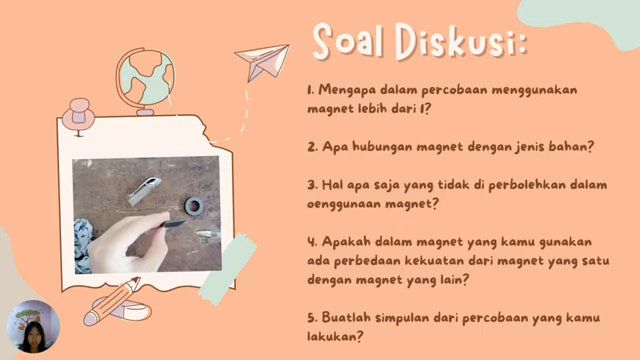 Soal Diskusi:
1. Mengapa dalam percobaan menggunakan
magnet lebih dari 1?
2. Apa hubungan magnet dengan jenis bahan?
3. Hal apa saja yang tidak di perbolehkan dalam
oenggunaan magnet?
4. Apakah dalam magnet yang kamu gunakan
ada perbedaan kekuatan dari magnet yang satu
dengan magnet yang lain?
5. Buatlah simpulan dari percobaan yang kamu
lakukan?